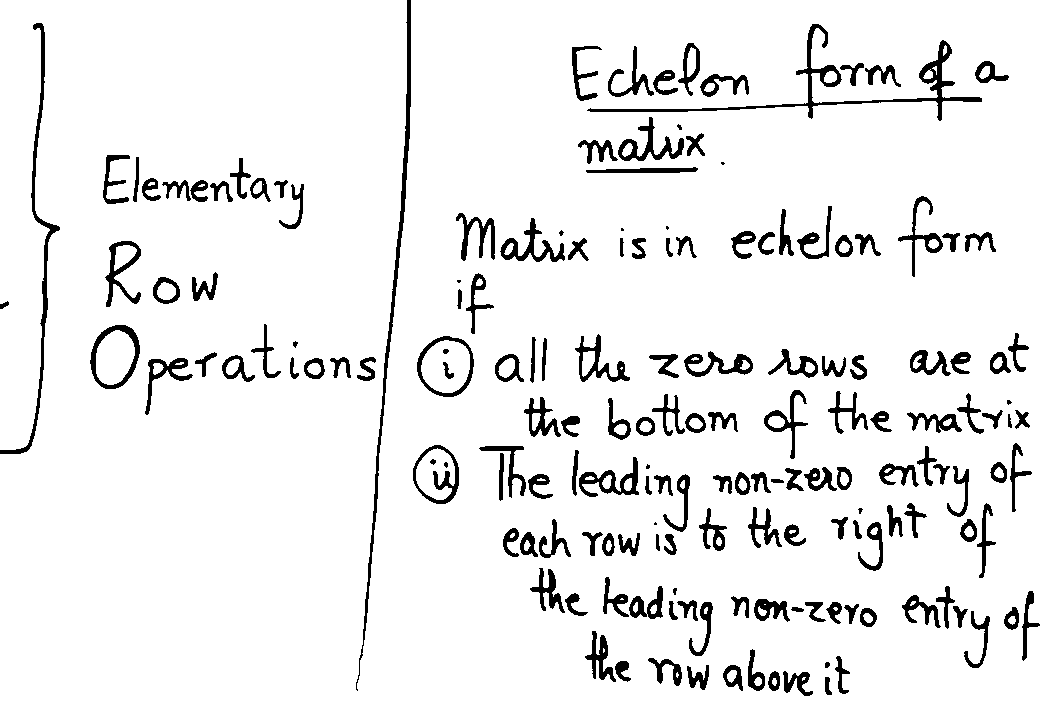 Elementary
Row
Operations
Echelon form of a
matrix.
Matrix is in echelon form
if
(i) all the zero rows are at
the bottom of the matrix
(ii) The leading non-zero entry of
each row is to the right of
the leading non-zero entry of
the row above it